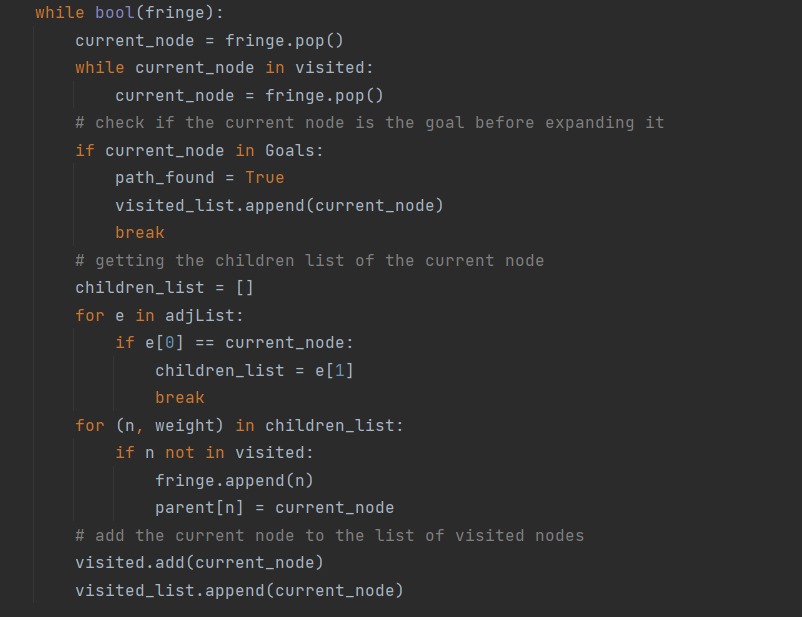 while bool(fringe):
    current_node = fringe.pop()
    while current_node in visited:
        current_node = fringe.pop()
    # check if the current node is the goal before expanding it
    if current_node in Goals:
        path_found = True
        visited_list.append(current_node)
        break
    # getting the children list of the current node
    children_list = []
    for e in adjList:
        if e[0] == current_node:
            children_list = e[1]
            break
    for (n, weight) in children_list:
        if n not in visited:
            fringe.append(n)
            parent[n] = current_node
    # add the current node to the list of visited nodes
    visited.add(current_node)
    visited_list.append(current_node)